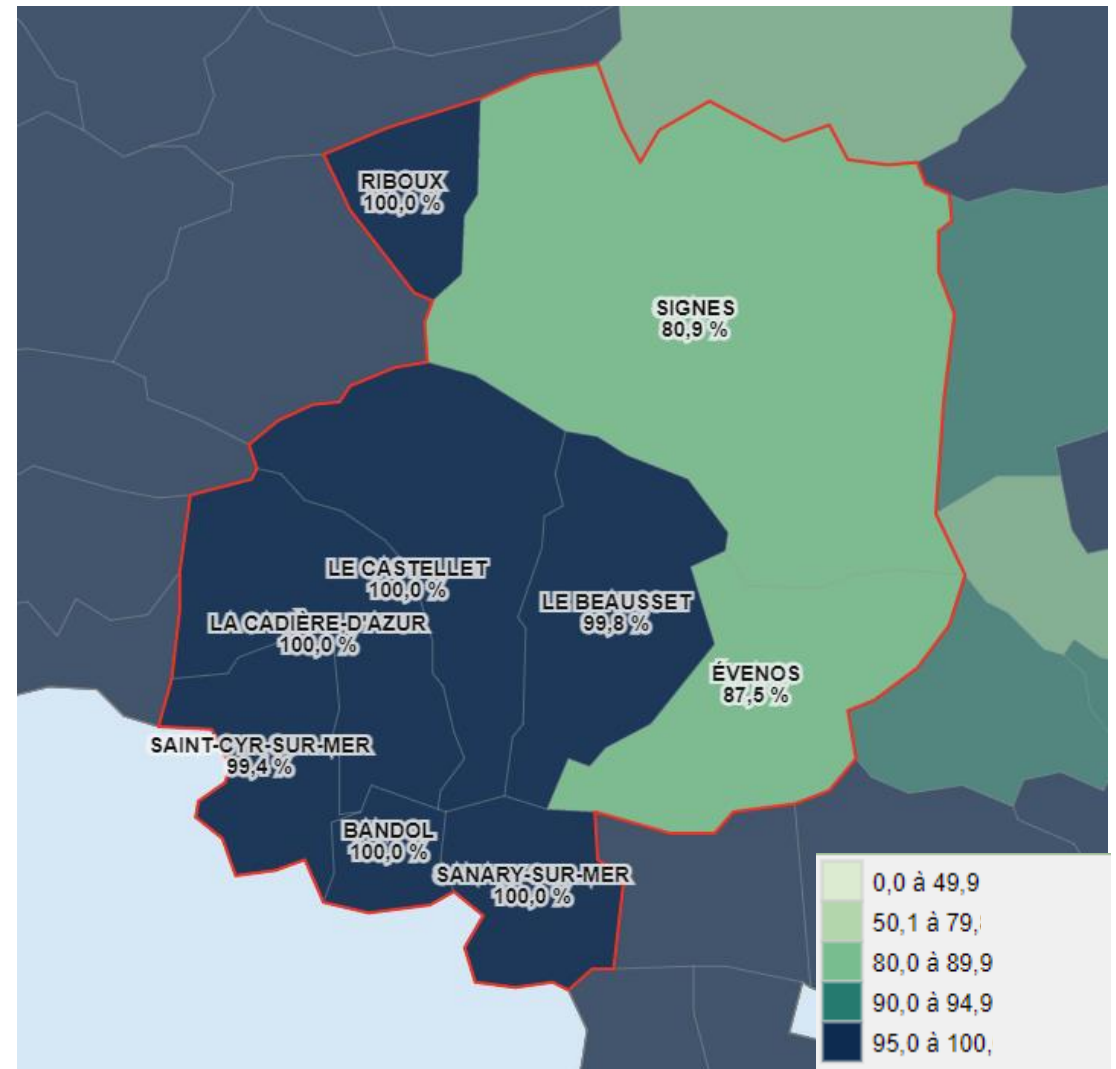 RIBOUX
100,0 %
SIGNES
80,9 %
LE CASTELLET
100,0 %
LE BEAUSSET
99,8 %
LA CADIÈRE-D'AZUR
100,0 %
ÉVENOS
87,5 %
SAINT-CYR-SUR-MER
99,4 %
BANDOL
100,0 %
SANARY-SUR-MER
100,0 %
0,0 à 49,9
50,1 à 79,
80,0 à 89,9
90,0 à 94,9
95,0 à 100,